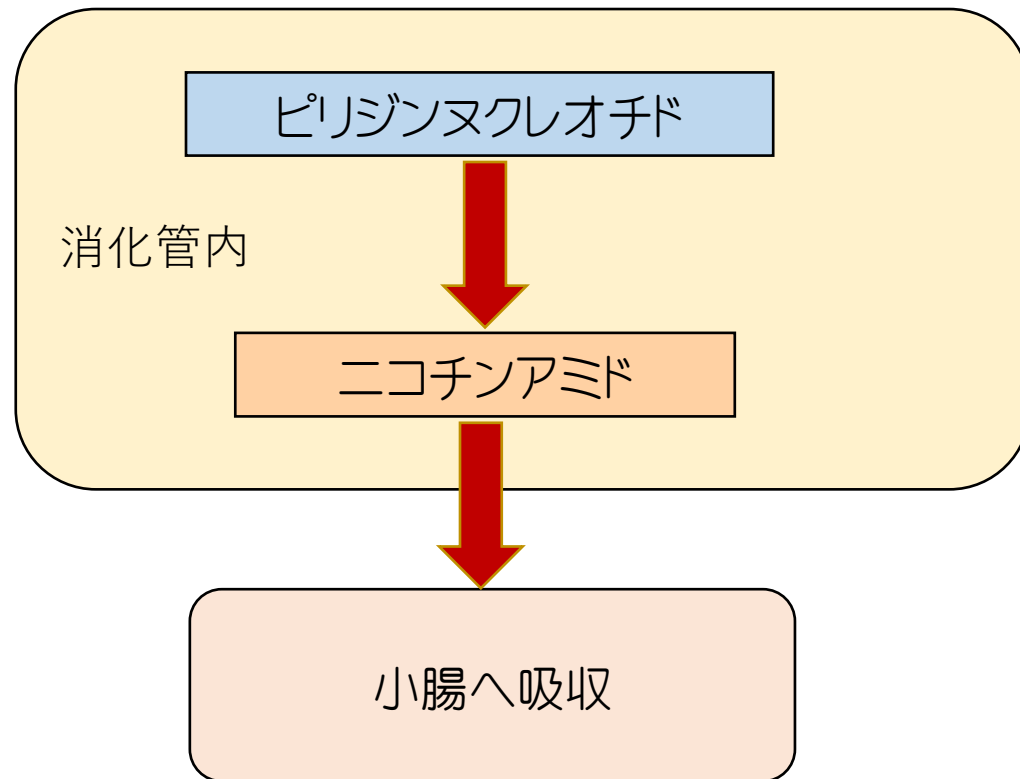 ピリジンヌクレオチド
消化管内
ニコチンアミド
小腸へ吸収